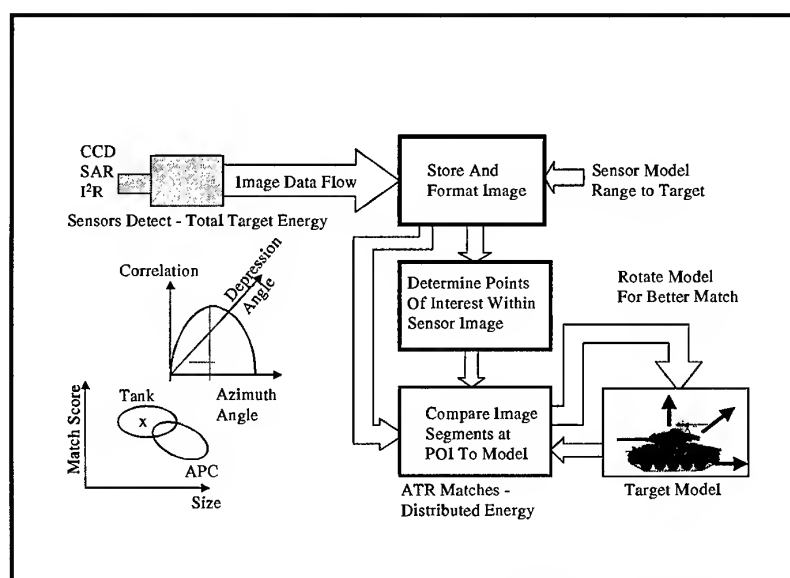 CCD
SAR
I²R
Image Data Flow
Sensors Detect - Total Target Energy
Store And
Format Image
Sensor Model
Range to Target
Determine Points
Of Interest Within
Sensor Image
Rotate Model
For Better Match
Compare Image
Segments at
POI To Model
ATR Matches -
Distributed Energy
Target Model
Correlation
Depression
Angle
Azimuth
Angle
Match Score
Tank
x
APC
Size